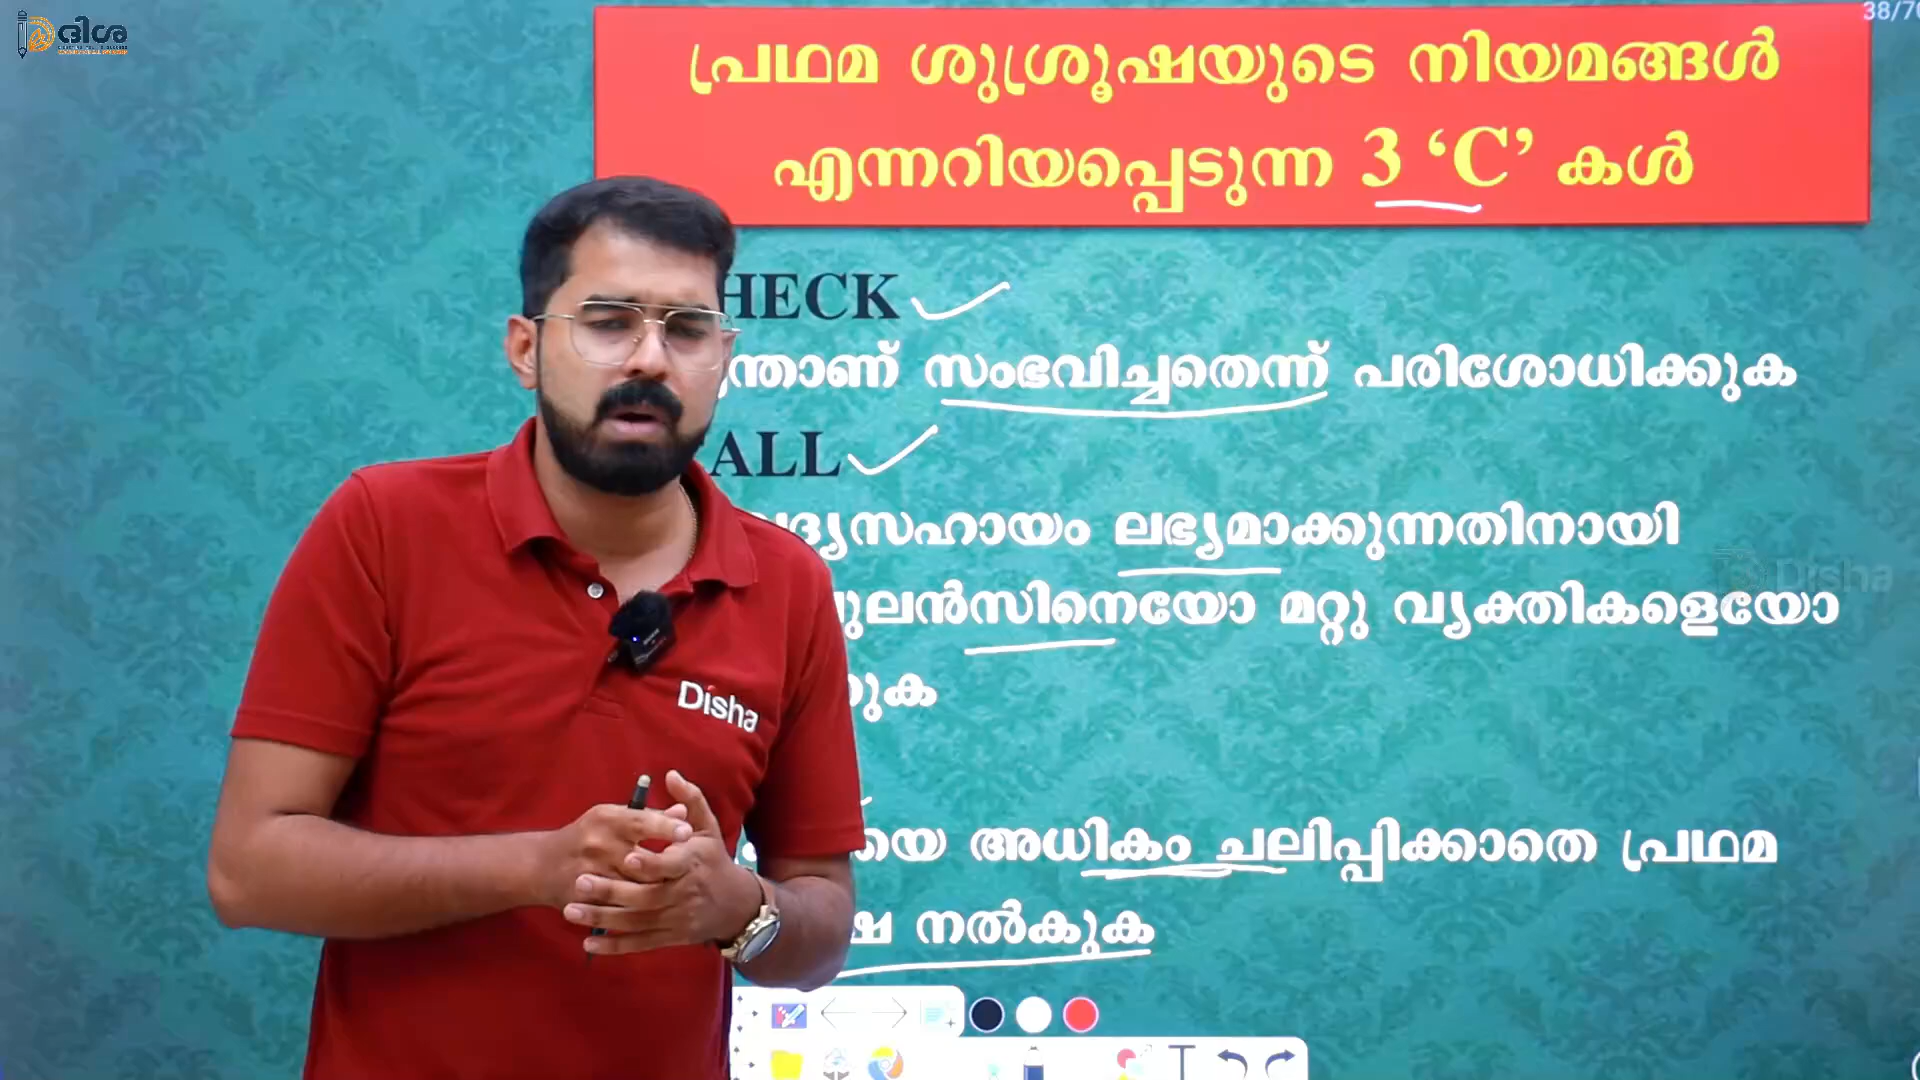 ദിശ
38/70
പ്രഥമ ശുശ്രൂഷയുടെ നിയമങ്ങൾ
എന്നറിയപ്പെടുന്ന 3 ‘C’ കൾ
HECK
ന്താണ് സംഭവിച്ചതെന്ന് പരിശോധിക്കുക
ALL
ദ്യസഹായം ലഭ്യമാക്കുന്നതിനായി
Disha
ുലൻസിനെയോ മറ്റു വ്യക്തികളെയോ
ുക
Disha
യെ അധികം ചലിപ്പിക്കാതെ പ്രഥമ
ഷ നൽകുക